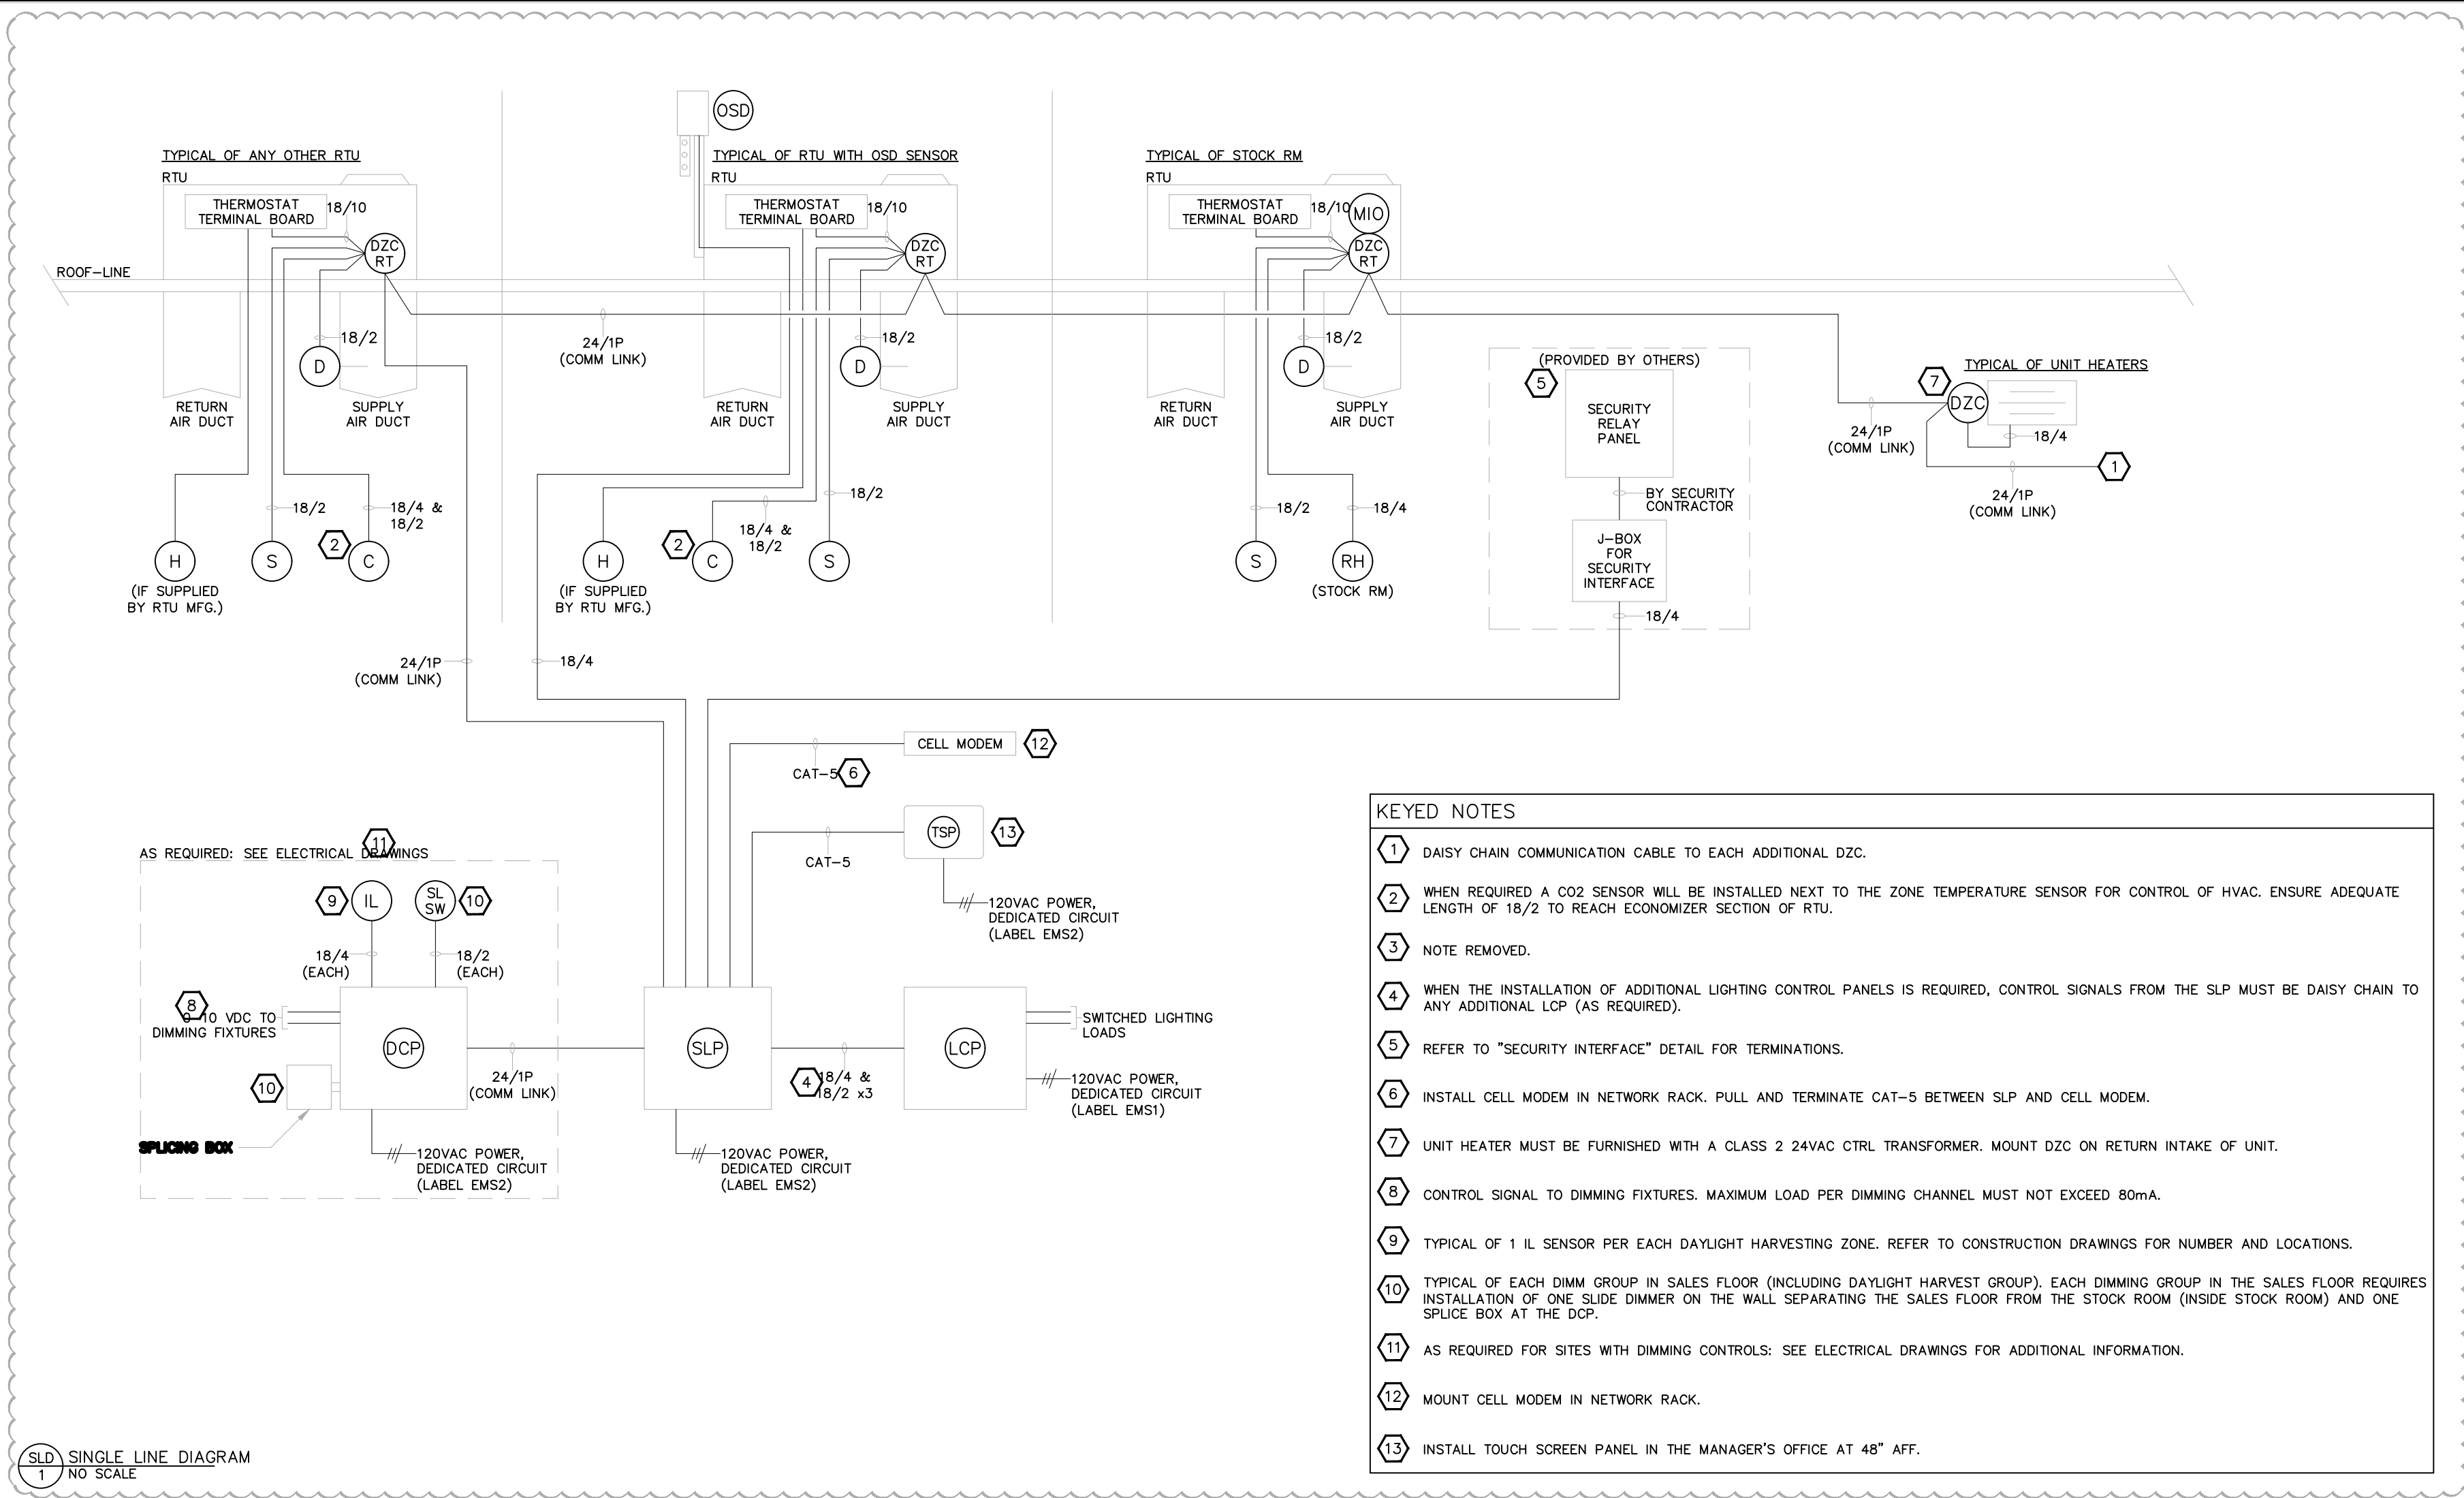 OSD
TYPICAL OF ANY OTHER RTU
RTU
THERMOSTAT
TERMINAL BOARD
18/10
DZC
RT
ROOF-LINE
18/2
D
RETURN
AIR DUCT
SUPPLY
AIR DUCT
18/2
18/4 &
18/2
2
H
S
C
(IF SUPPLIED
BY RTU MFG.)
24/1P
(COMM LINK)
24/1P
(COMM LINK)
TYPICAL OF RTU WITH OSD SENSOR
RTU
THERMOSTAT
TERMINAL BOARD
18/10
DZC
RT
18/2
D
RETURN
AIR DUCT
SUPPLY
AIR DUCT
18/2
18/4 &
18/2
2
H
C
S
(IF SUPPLIED
BY RTU MFG.)
18/4
TYPICAL OF STOCK RM
RTU
THERMOSTAT
TERMINAL BOARD
18/10
MIO
DZC
RT
18/2
D
RETURN
AIR DUCT
SUPPLY
AIR DUCT
18/2
18/4
S
RH
(STOCK RM)
(PROVIDED BY OTHERS)
5
SECURITY
RELAY
PANEL
BY SECURITY
CONTRACTOR
J-BOX
FOR
SECURITY
INTERFACE
18/4
TYPICAL OF UNIT HEATERS
7
DZC
24/1P
(COMM LINK)
18/4
1
24/1P
(COMM LINK)
CELL MODEM
12
CAT-5
6
TSP
13
CAT-5
120VAC POWER,
DEDICATED CIRCUIT
(LABEL EMS2)
11
AS REQUIRED: SEE ELECTRICAL DRAWINGS
9
IL
SL
SW
10
18/4
(EACH)
18/2
(EACH)
8
0-10 VDC TO
DIMMING FIXTURES
DCP
10
SPLICING BOX
24/1P
(COMM LINK)
120VAC POWER,
DEDICATED CIRCUIT
(LABEL EMS2)
SLP
4
18/4 &
18/2 x3
120VAC POWER,
DEDICATED CIRCUIT
(LABEL EMS2)
LCP
SWITCHED LIGHTING
LOADS
120VAC POWER,
DEDICATED CIRCUIT
(LABEL EMS1)
KEYED NOTES
1 DAISY CHAIN COMMUNICATION CABLE TO EACH ADDITIONAL DZC.
2 WHEN REQUIRED A CO2 SENSOR WILL BE INSTALLED NEXT TO THE ZONE TEMPERATURE SENSOR FOR CONTROL OF HVAC. ENSURE ADEQUATE
LENGTH OF 18/2 TO REACH ECONOMIZER SECTION OF RTU.
3 NOTE REMOVED.
4 WHEN THE INSTALLATION OF ADDITIONAL LIGHTING CONTROL PANELS IS REQUIRED, CONTROL SIGNALS FROM THE SLP MUST BE DAISY CHAIN TO
ANY ADDITIONAL LCP (AS REQUIRED).
5 REFER TO "SECURITY INTERFACE" DETAIL FOR TERMINATIONS.
6 INSTALL CELL MODEM IN NETWORK RACK. PULL AND TERMINATE CAT-5 BETWEEN SLP AND CELL MODEM.
7 UNIT HEATER MUST BE FURNISHED WITH A CLASS 2 24VAC CTRL TRANSFORMER. MOUNT DZC ON RETURN INTAKE OF UNIT.
8 CONTROL SIGNAL TO DIMMING FIXTURES. MAXIMUM LOAD PER DIMMING CHANNEL MUST NOT EXCEED 80mA.
9 TYPICAL OF 1 IL SENSOR PER EACH DAYLIGHT HARVESTING ZONE. REFER TO CONSTRUCTION DRAWINGS FOR NUMBER AND LOCATIONS.
10 TYPICAL OF EACH DIMM GROUP IN SALES FLOOR (INCLUDING DAYLIGHT HARVEST GROUP). EACH DIMMING GROUP IN THE SALES FLOOR REQUIRES
INSTALLATION OF ONE SLIDE DIMMER ON THE WALL SEPARATING THE SALES FLOOR FROM THE STOCK ROOM (INSIDE STOCK ROOM) AND ONE
SPLICE BOX AT THE DCP.
11 AS REQUIRED FOR SITES WITH DIMMING CONTROLS: SEE ELECTRICAL DRAWINGS FOR ADDITIONAL INFORMATION.
12 MOUNT CELL MODEM IN NETWORK RACK.
13 INSTALL TOUCH SCREEN PANEL IN THE MANAGER'S OFFICE AT 48" AFF.
SLD
1
SINGLE LINE DIAGRAM
NO SCALE